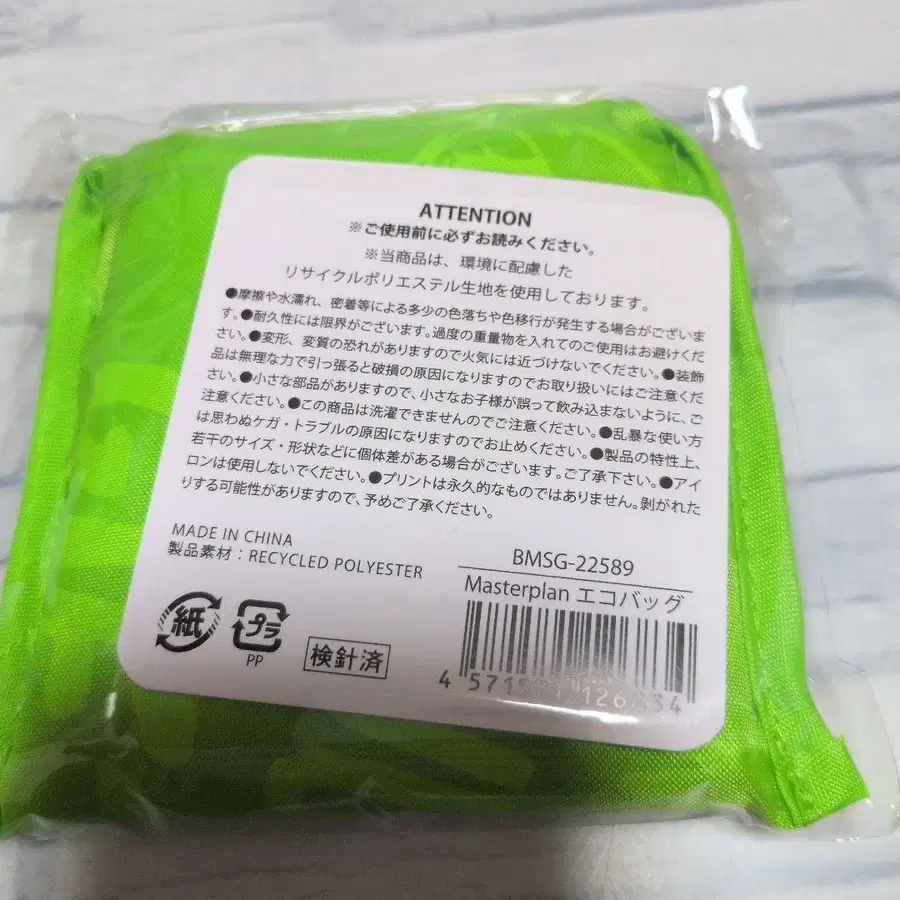 ATTENTION
※ご使用前に必ずお読みください。
※当商品は、環境に配慮した
リサイクルポリエステル生地を使用しております。
●摩擦や水濡れ、密着等による多少の色落ちや色移行が発生する場合がございま
す。●耐久性には限界がございます。過度の重量物を入れてのご使用はお避けくだ
さい。●変形、変質の恐れがありますので火気には近づけないでください。●装飾
品は無理な力で引っ張ると破損の原因になりますのでお取り扱いにはご注意くだ
さい。●小さな部品がありますので、小さなお子様が誤って飲み込まないように、ご
注意ください。●この商品は洗濯できませんのでご注意ください。●乱暴な使い方
は思わぬケガ・トラブルの原因になりますのでお止めください。●製品の特性上、
若干のサイズ・形状などに個体差がある場合がございます。ご了承下さい。●アイ
ロンは使用しないでください。●プリントは永久的なものではありません。剝がれた
りする可能性がありますので、予めご了承ください。
MADE IN CHINA
製品素材：RECYCLED POLYESTER
紙
プラ
PP
検針済
BMSG-22589
Masterplan エコバッグ